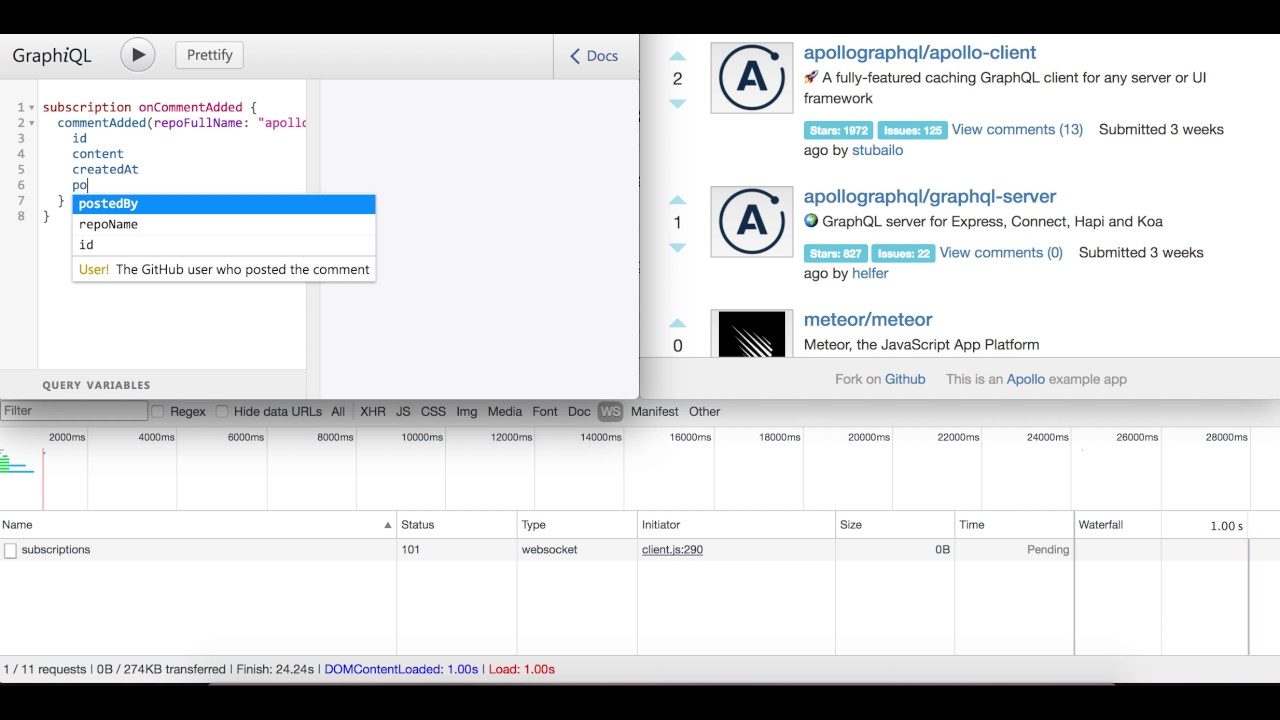 GraphiQL
Prettify
Docs
1 subscription onCommentAdded {
2 commentAdded(repoFullName: "apollo
3 id
4 content
5 createdAt
6 po
7 }
8 }
postedBy
repoName
id
User! The GitHub user who posted the comment
QUERY VARIABLES
2
apollographql/apollo-client
🚀 A fully-featured caching GraphQL client for any server or UI
framework
Stars: 1972 Issues: 125 View comments (13) Submitted 3 weeks
ago by stubailo
1
apollographql/graphql-server
🌍 GraphQL server for Express, Connect, Hapi and Koa
Stars: 827 Issues: 22 View comments (0) Submitted 3 weeks
ago by helfer
0
meteor/meteor
Meteor, the JavaScript App Platform
Fork on Github This is an Apollo example app
Filter Regex Hide data URLs All XHR JS CSS Img Media Font Doc WS Manifest Other
2000ms 4000ms 6000ms 8000ms 10000ms 12000ms 14000ms 16000ms 18000ms 20000ms 22000ms 24000ms 26000ms 28000ms
Name Status Type Initiator Size Time Waterfall 1.00 s
subscriptions 101 websocket client.js:290 0B Pending
1 / 11 requests | 0B / 274KB transferred | Finish: 24.24s | DOMContentLoaded: 1.00s | Load: 1.00s